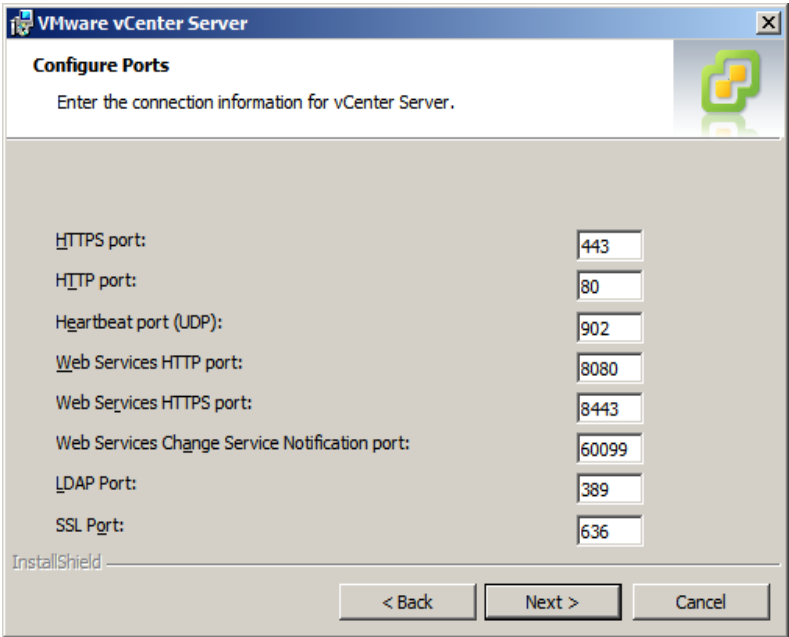 VMware vCenter Server
Configure Ports
Enter the connection information for vCenter Server.
HTTPS port: 443
HTTP port: 80
Heartbeat port (UDP): 902
Web Services HTTP port: 8080
Web Services HTTPS port: 8443
Web Services Change Service Notification port: 60099
LDAP Port: 389
SSL Port: 636
InstallShield
< Back Next > Cancel